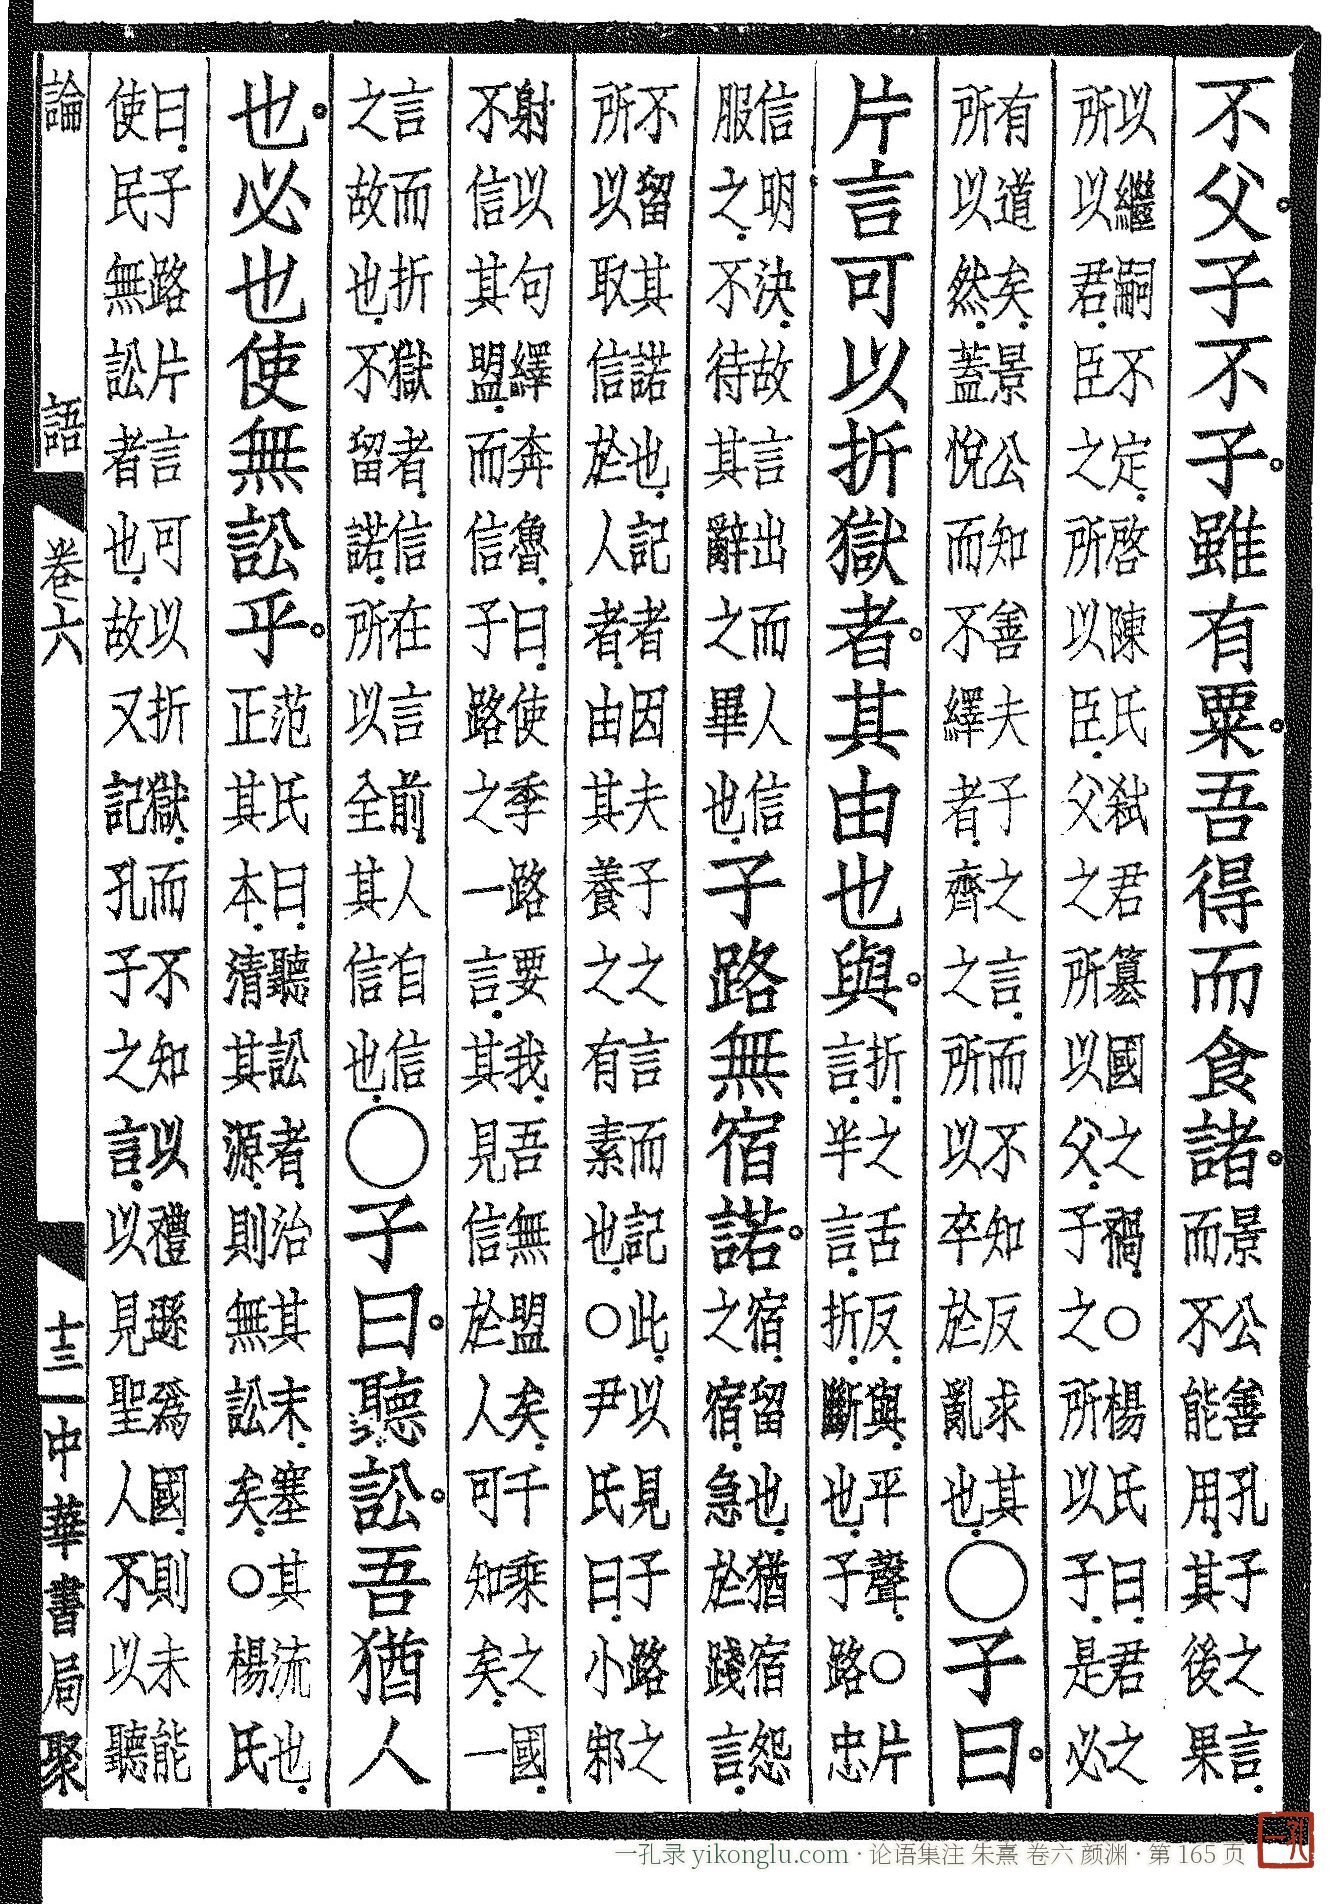 不父子不子雖有粟吾得而食諸景公善孔子之言而不能用其後果
以繼嗣不定啓陳氏弒君篡國之禍○楊氏曰君之所以君臣之所以臣父之所以父子之所以子是必
有道矣景公知善夫子之言而不知反求其所以然蓋悅而不繹者齊之所以卒於亂也○子曰
片言可以折獄者其由也與折之舌反與平聲○片言半言折斷也子路忠
信明決故言出而人信服之不待其辭之畢也子路無宿諾宿留也猶宿怨之宿急於踐言
不留其諾也記者因夫子之言而記此以見子路之所以取信於人者由其養之有素也○尹氏曰小邾
射以句繹奔魯曰使季路要我吾無盟矣千乘之國不信其盟而信子路之一言其見信於人可知矣一
言而折獄者信在言前人自信之故也不留諾所以全其信也○子曰聽訟吾猶人
也必也使無訟乎范氏曰聽訟者治其末塞其流也正其本清其源則無訟矣○楊氏
曰子路片言可以折獄而不知以禮遜爲國則未能使民無訟者也故又記孔子之言以見聖人不以聽
論語 卷六 十三 中華書局聚
一孔录 yikonglu.com · 论语集注 朱熹 卷六 颜渊 · 第 165 页
一孔